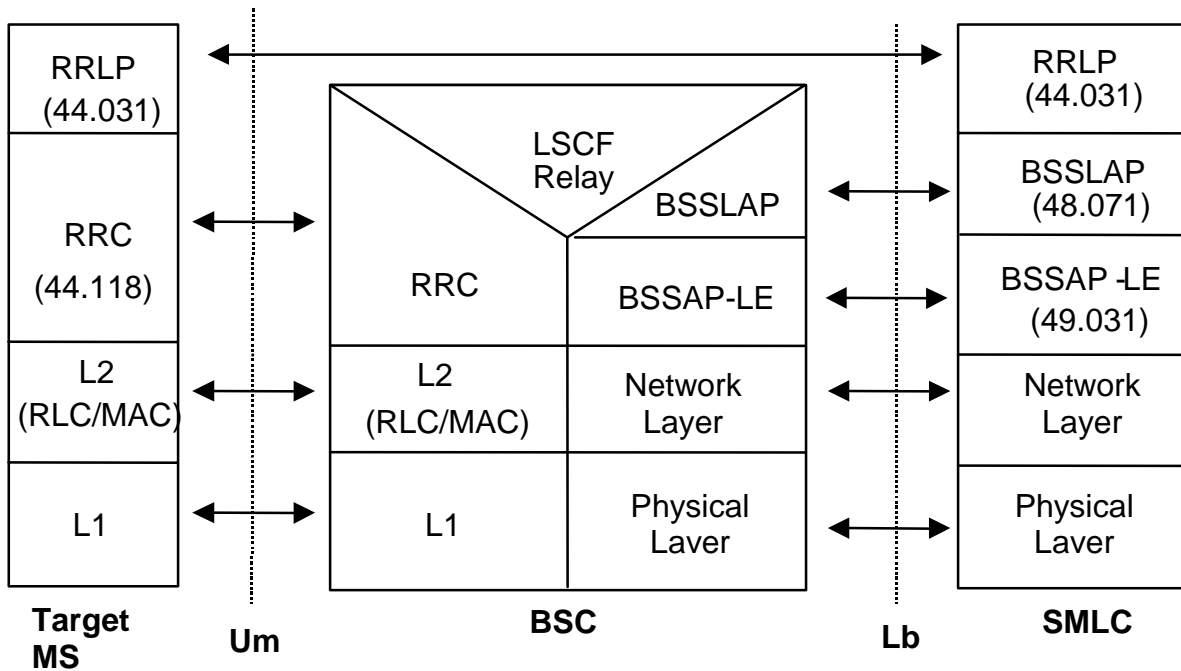 RRLP
(44.031)
RRC
(44.118)
L2
(RLC/MAC)
L1
Target
MS
Um
LSCF
Relay
BSSLAP
RRC
BSSAP-LE
L2
(RLC/MAC)
Network
Layer
L1
Physical
Laver
BSC
Lb
RRLP
(44.031)
BSSLAP
(48.071)
BSSAP -LE
(49.031)
Network
Layer
Physical
Laver
SMLC